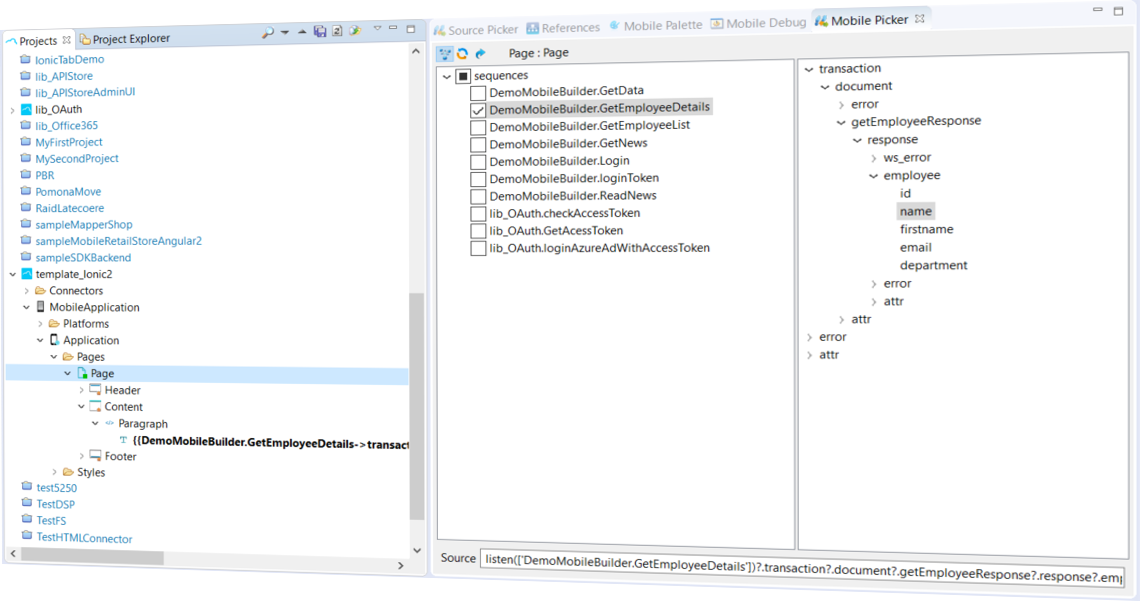 Projects
Project Explorer
IonicTabDemo
lib_APIStore
lib_APIStoreAdminUI
lib_OAuth
lib_Office365
MyFirstProject
MySecondProject
PBR
PomonaMove
RaidLatecoere
sampleMapperShop
sampleMobileRetailStoreAngular2
sampleSDKBackend
template_Ionic2
Connectors
MobileApplication
Platforms
Application
Pages
Page
Header
Content
Paragraph
{{DemoMobileBuilder.GetEmployeeDetails->transact
Footer
Styles
test5250
TestDSP
TestFS
TestHTMLConnector
Source Picker
References
Mobile Palette
Mobile Debug
Mobile Picker
Page : Page
sequences
DemoMobileBuilder.GetData
DemoMobileBuilder.GetEmployeeDetails
DemoMobileBuilder.GetEmployeeList
DemoMobileBuilder.GetNews
DemoMobileBuilder.Login
DemoMobileBuilder.loginToken
DemoMobileBuilder.ReadNews
lib_OAuth.checkAccessToken
lib_OAuth.GetAcessToken
lib_OAuth.loginAzureAdWithAccessToken
transaction
document
error
getEmployeeResponse
response
ws_error
employee
id
name
firstname
email
department
error
attr
attr
error
attr
Source
listen(['DemoMobileBuilder.GetEmployeeDetails'])?.transaction?.document?.getEmployeeResponse?.response?.emp